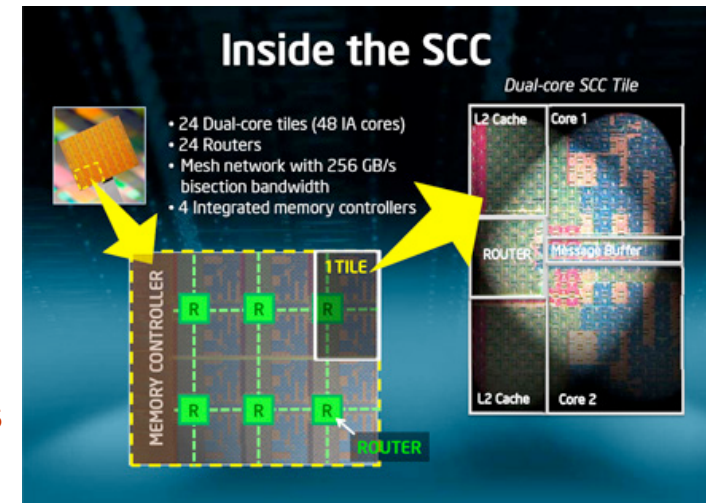 Inside the SCC
Dual-core SCC Tile
• 24 Dual-core tiles (48 IA cores)
• 24 Routers
• Mesh network with 256 GB/s
bisection bandwidth
• 4 Integrated memory controllers
L2 Cache
Core 1
ROUTER
Message Buffer
L2 Cache
Core 2
1 TILE
MEMORY CONTROLLER
R
R
R
R
R
R
ROUTER